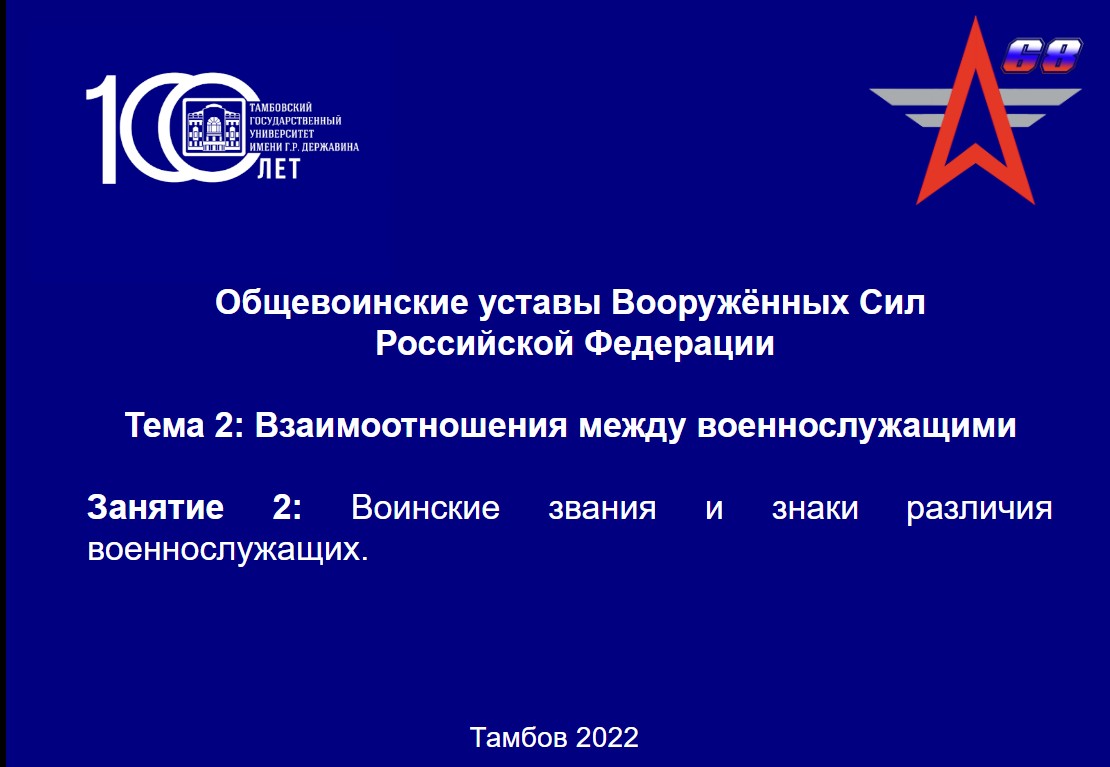 100
ТАМБОВСКИЙ
ГОСУДАРСТВЕННЫЙ
УНИВЕРСИТЕТ
ИМЕНИ Г.Р. ДЕРЖАВИНА
ЛЕТ
68
Общевоинские уставы Вооружённых Сил
Российской Федерации
Тема 2: Взаимоотношения между военнослужащими
Занятие 2: Воинские звания и знаки различия
военнослужащих.
Тамбов 2022